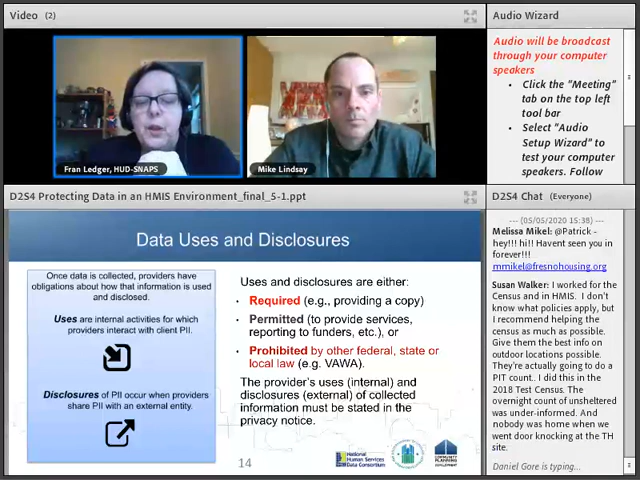 Video (2)
Fran Ledger, HUD-SNAPS
Mike Lindsay
Audio Wizard
Audio will be broadcast
through your computer
speakers
• Click the "Meeting"
tab on the top left
tool bar
• Select "Audio
Setup Wizard" to
test your computer
speakers. Follow
D2S4 Protecting Data in an HMIS Environment_final_5-1.ppt
Data Uses and Disclosures
Once data is collected, providers have
obligations about how that information is used
and disclosed.
Uses are internal activities for which
providers interact with client PII.
Disclosures of PII occur when providers
share PII with an external entity.
Uses and disclosures are either:
• Required (e.g., providing a copy)
• Permitted (to provide services,
reporting to funders, etc.), or
• Prohibited by other federal, state or
local law (e.g. VAWA).
The provider's uses (internal) and
disclosures (external) of collected
information must be stated in the
privacy notice.
14
National
Human Services
Data Consortium
COMMUNITY
PLANNING
DEVELOPMENT
D2S4 Chat (Everyone)
--- (05/05/2020 15:38) ---
Melissa Mikel: @Patrick -
hey!!! hi!! Havent seen you in
forever!!!
mmikel@fresnohousing.org
Susan Walker: I worked for the
Census and in HMIS. I don't
know what policies apply, but
I recommend helping the
census as much as possible.
Give them the best info on
outdoor locations possible.
They're actually going to do a
PIT count. I did this in the
2018 Test Census. The
overnight count of unsheltered
was under-informed. And
nobody was home when we
went door knocking at the TH
site.
Daniel Gore is typing...